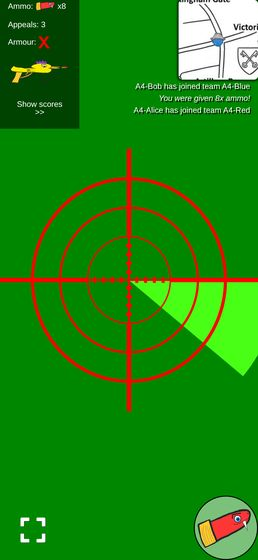 Ammo: x8
Appeals: 3
Armour: X
Show scores
>>
Victori
A4-Bob has joined team A4-Blue
You were given 8x ammo!
A4-Alice has joined team A4-Red